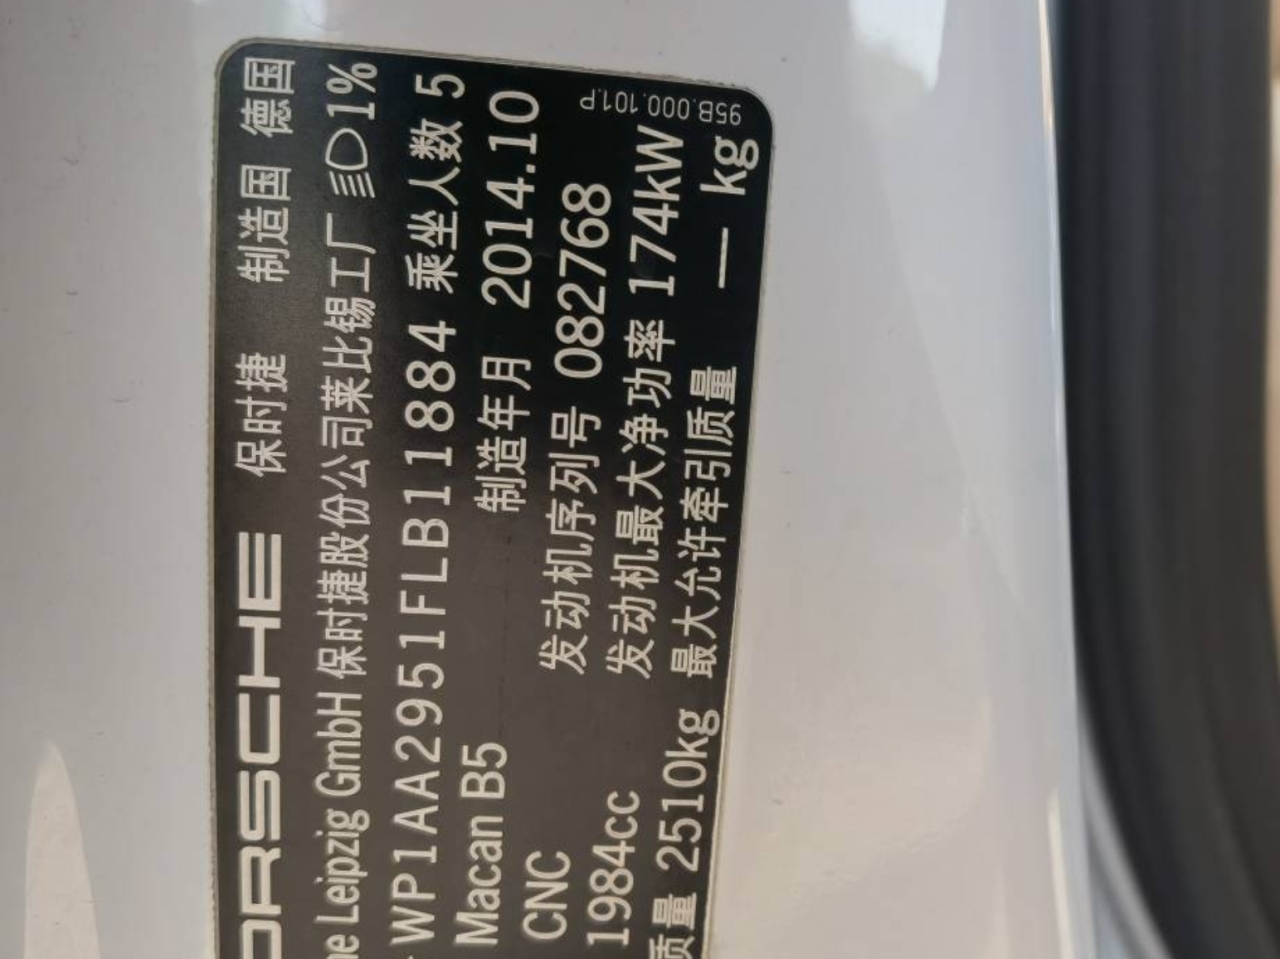 ORSCHE 保时捷 制造国 德国
he Leipzig GmbH 保时捷股份公司莱比锡工厂 1%
WP1AA2951FLB11884 乘坐人数 5
Macan B5 制造年月 2014.10
CNC 发动机序列号 082768
1984cc 发动机最大净功率 174kW
质量 2510kg 最大允许牵引质量 — kg
95B.000.101.P